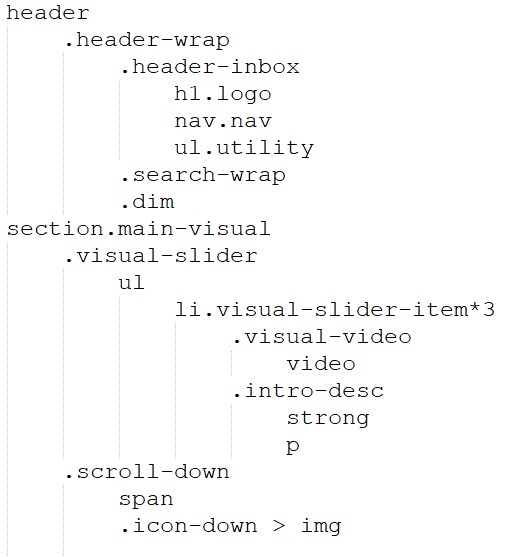 header
.header-wrap
.header-inbox
h1.logo
nav.nav
ul.utility
.search-wrap
.dim
section.main-visual
.visual-slider
ul
li.visual-slider-item*3
.visual-video
video
.intro-desc
strong
p
.scroll-down
span
.icon-down > img